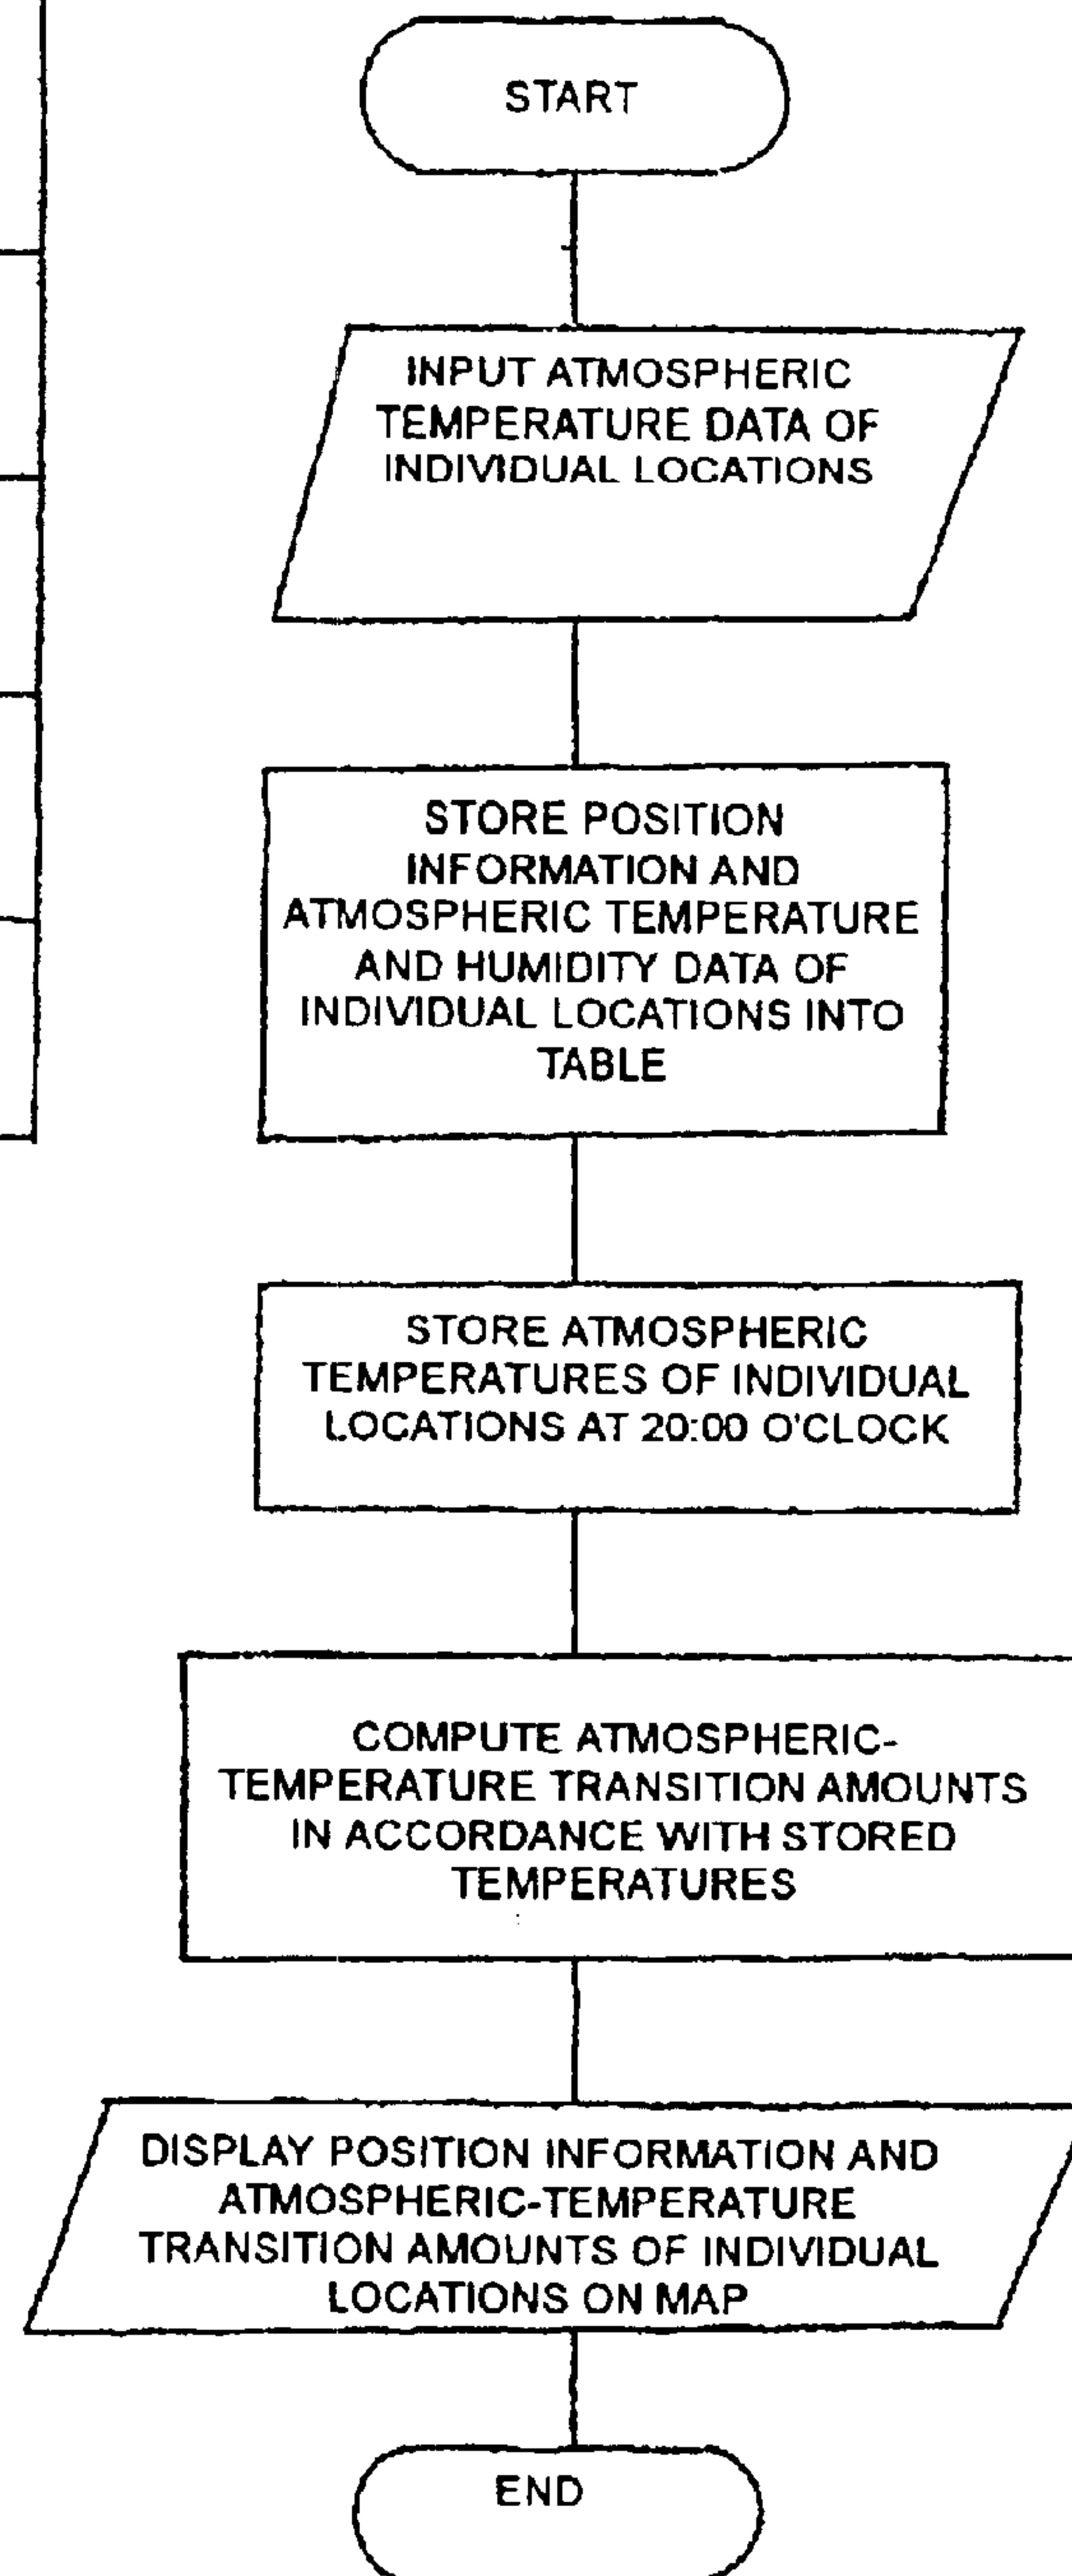 START
INPUT ATMOSPHERIC
TEMPERATURE DATA OF
INDIVIDUAL LOCATIONS
STORE POSITION
INFORMATION AND
ATMOSPHERIC TEMPERATURE
AND HUMIDITY DATA OF
INDIVIDUAL LOCATIONS INTO
TABLE
STORE ATMOSPHERIC
TEMPERATURES OF INDIVIDUAL
LOCATIONS AT 20:00 O'CLOCK
COMPUTE ATMOSPHERIC-
TEMPERATURE TRANSITION AMOUNTS
IN ACCORDANCE WITH STORED
TEMPERATURES
DISPLAY POSITION INFORMATION AND
ATMOSPHERIC-TEMPERATURE
TRANSITION AMOUNTS OF INDIVIDUAL
LOCATIONS ON MAP
END